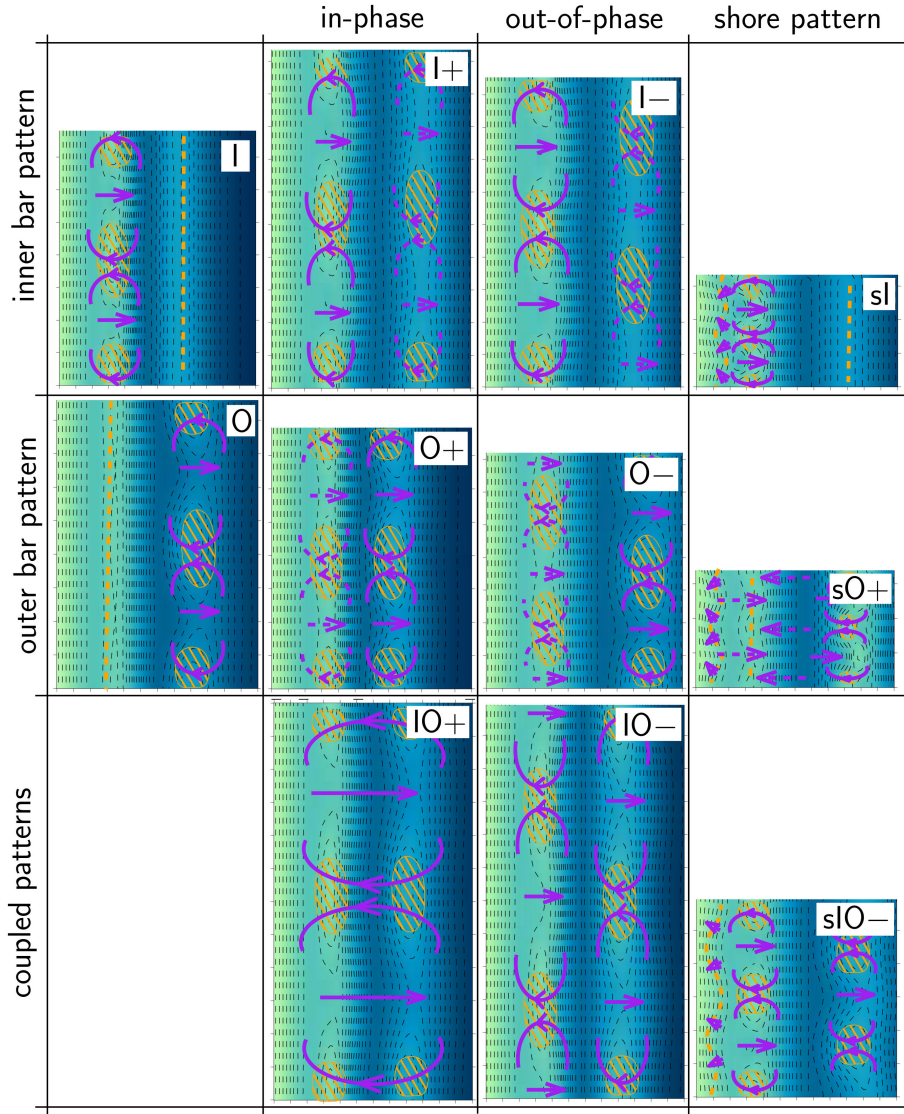 in-phase
out-of-phase
shore pattern
inner bar pattern
I
I+
I−
sI
outer bar pattern
O
O+
O−
sO+
coupled patterns
IO+
IO−
sIO−